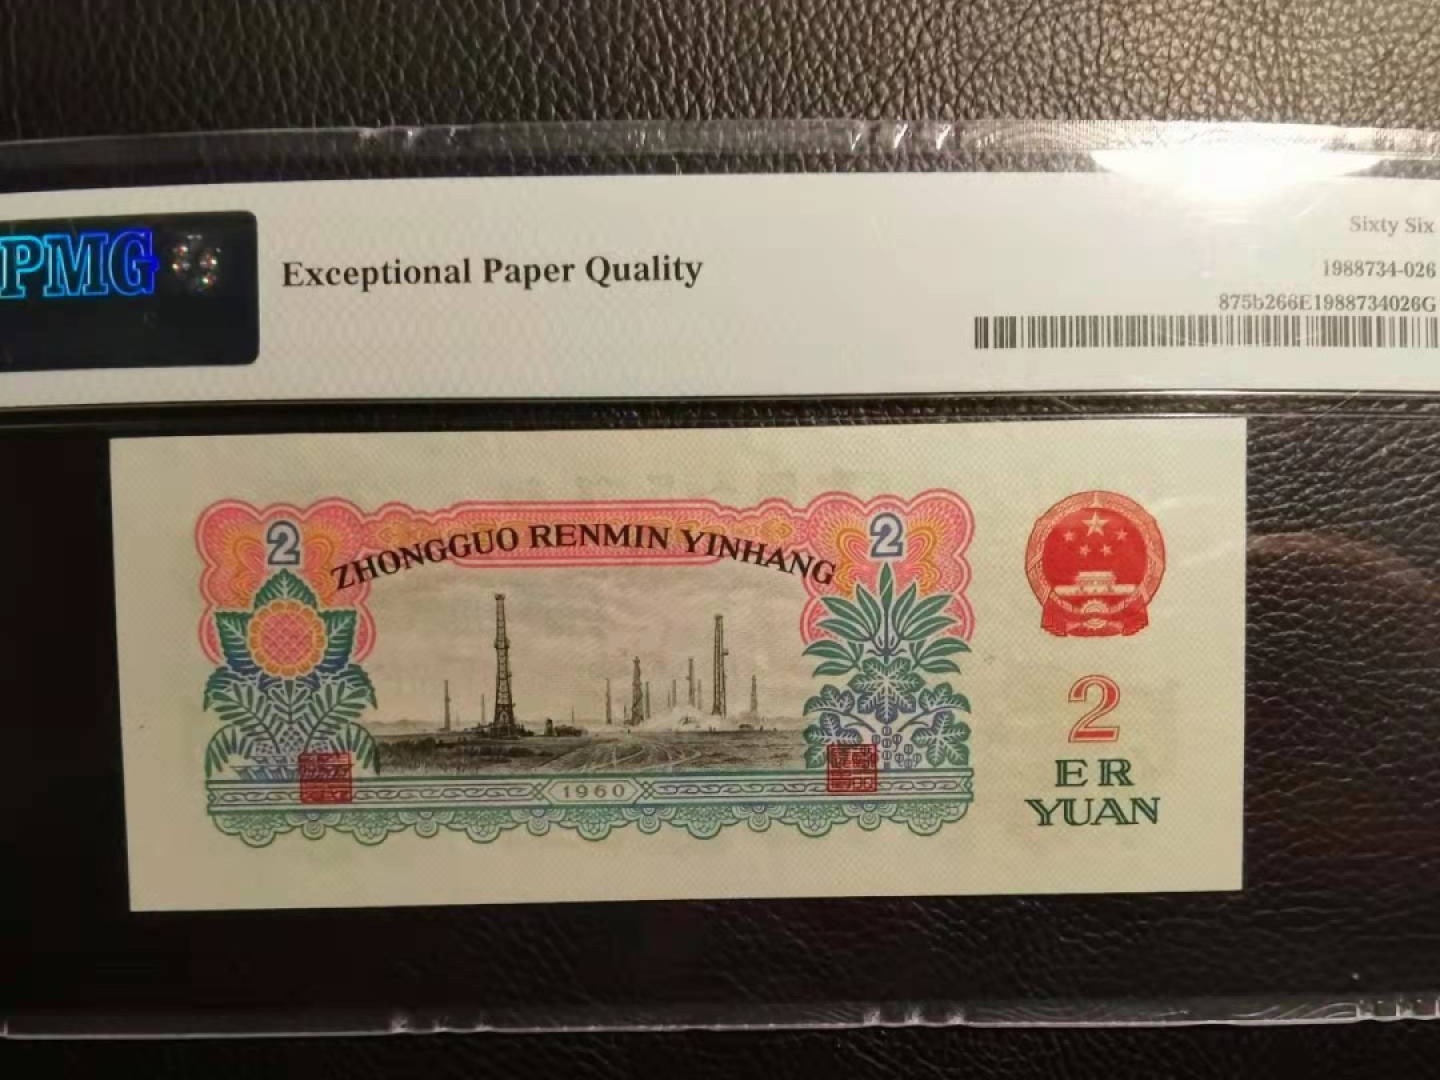 PMG
Exceptional Paper Quality
Sixty Six
1988734-026
875b266E1988734026G
2
ZHONGGUO RENMIN YINHANG
2
1960
2
ER
YUAN